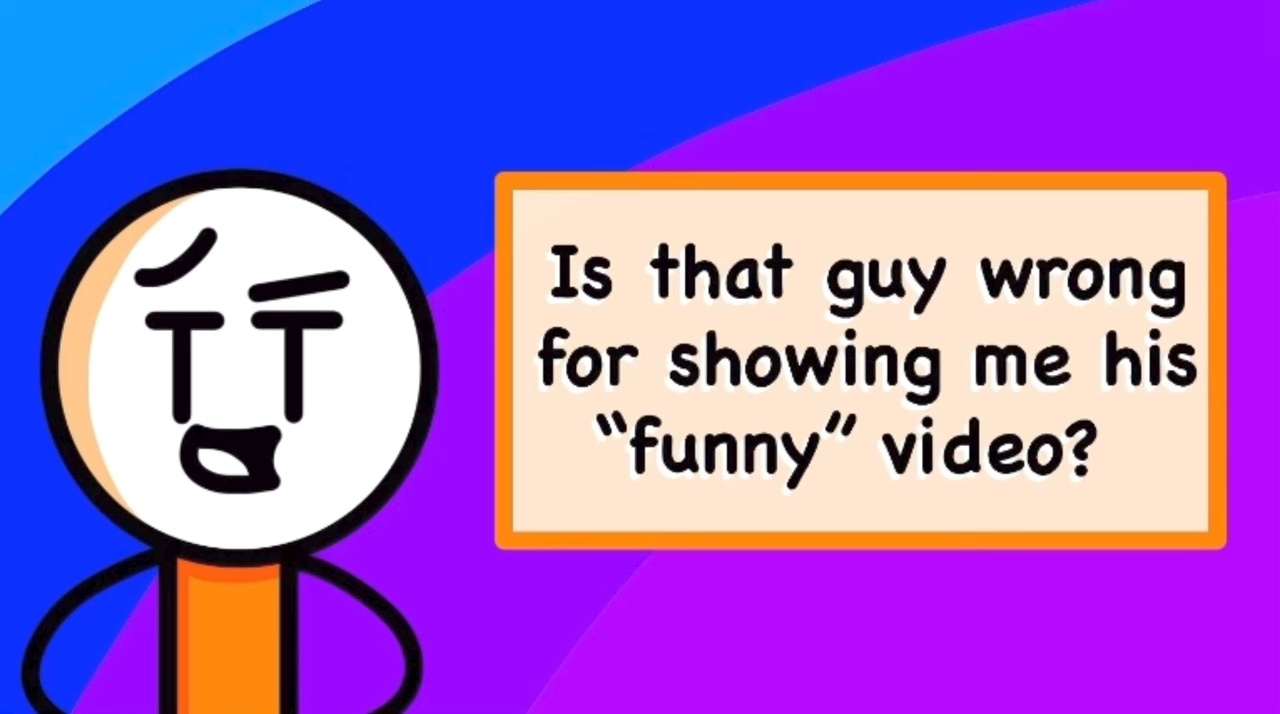 Is that guy wrong
for showing me his
“funny” video?